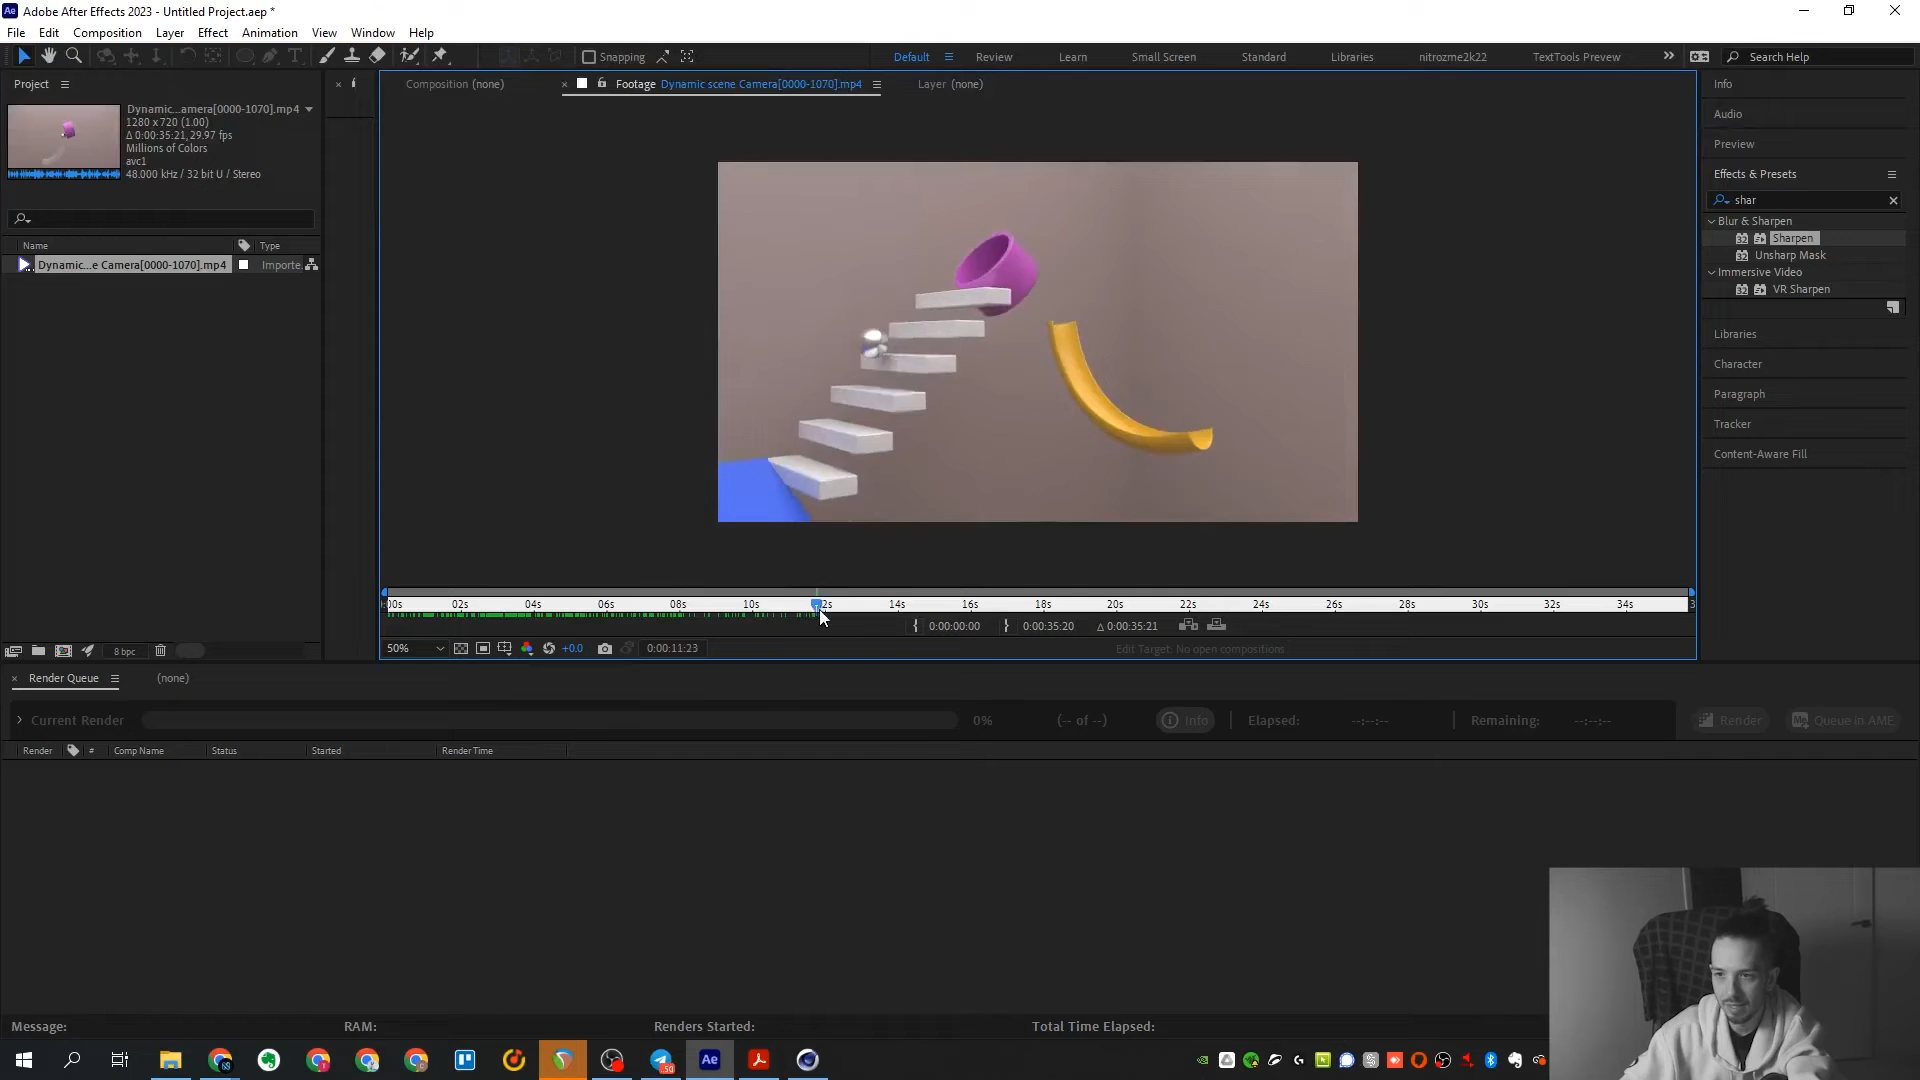 Adobe After Effects 2023 - Untitled Project.aep *
File Edit Composition Layer Effect Animation View Window Help
Snapping
Default Review Learn Small Screen Standard Libraries nitrozme2k22 TextTools Preview Search Help
Project
Dynamic...amera[0000-1070].mp4
1280 x 720 (1.00)
Δ 0:00:35:21, 29.97 fps
Millions of Colors
avc1
48.000 kHz / 32 bit U / Stereo
Name Type
Dynamic...e Camera[0000-1070].mp4 Importe
8 bpc
Composition (none)
Footage Dynamic scene Camera[0000-1070].mp4
Layer (none)
02s 04s 06s 08s 10s 14s 16s 18s 20s 22s 24s 26s 28s 30s 32s 34s
0:00:00:00 0:00:35:20 Δ 0:00:35:21
50% +0.0 0:00:11:23 Edit Target: No open compositions
Info
Audio
Preview
Effects & Presets
shar
Blur & Sharpen
Sharpen
Unsharp Mask
Immersive Video
VR Sharpen
Libraries
Character
Paragraph
Tracker
Content-Aware Fill
Render Queue (none)
Current Render 0% (-- of --) Info Elapsed: --:--:-- Remaining: --:--:-- Render Queue in AME
Render # Comp Name Status Started Render Time
Message: RAM: Renders Started: Total Time Elapsed:
Ae